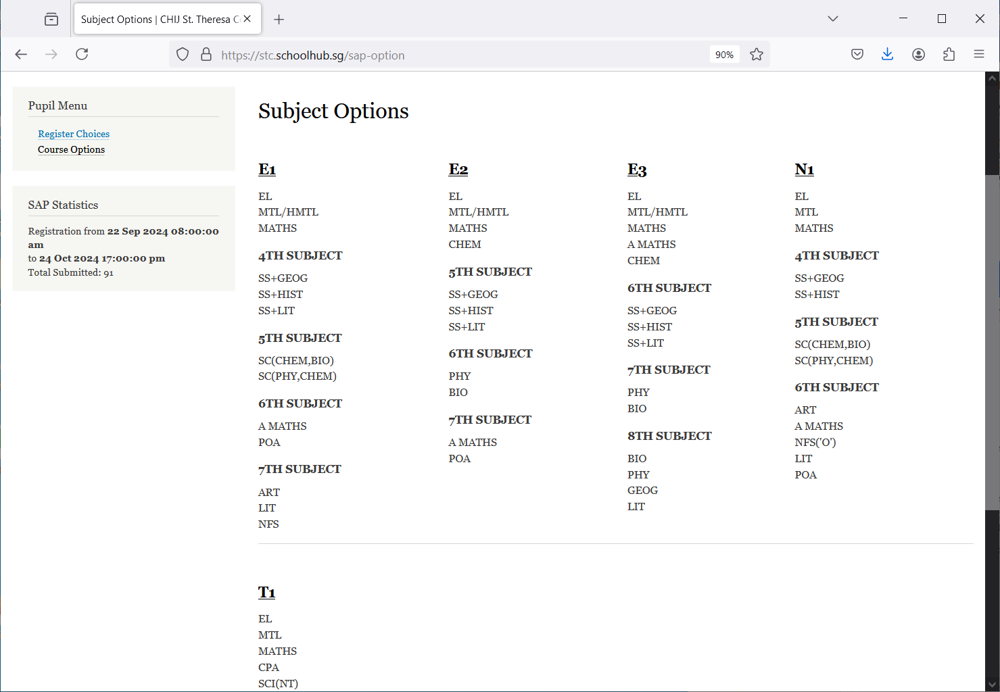 Subject Options | CHIJ St. Theresa
https://stc.schoolhub.sg/sap-option
90%
Pupil Menu
Register Choices
Course Options
SAP Statistics
Registration from 22 Sep 2024 08:00:00
am
to 24 Oct 2024 17:00:00 pm
Total Submitted: 91
Subject Options
E1
EL
MTL/HMTL
MATHS
4TH SUBJECT
SS+GEOG
SS+HIST
SS+LIT
5TH SUBJECT
SC(CHEM,BIO)
SC(PHY,CHEM)
6TH SUBJECT
A MATHS
POA
7TH SUBJECT
ART
LIT
NFS
E2
EL
MTL/HMTL
MATHS
CHEM
5TH SUBJECT
SS+GEOG
SS+HIST
SS+LIT
6TH SUBJECT
PHY
BIO
7TH SUBJECT
A MATHS
POA
E3
EL
MTL/HMTL
MATHS
A MATHS
CHEM
6TH SUBJECT
SS+GEOG
SS+HIST
SS+LIT
7TH SUBJECT
PHY
BIO
8TH SUBJECT
BIO
PHY
GEOG
LIT
N1
EL
MTL
MATHS
4TH SUBJECT
SS+GEOG
SS+HIST
5TH SUBJECT
SC(CHEM,BIO)
SC(PHY,CHEM)
6TH SUBJECT
ART
A MATHS
NFS('O')
LIT
POA
T1
EL
MTL
MATHS
CPA
SCI(NT)